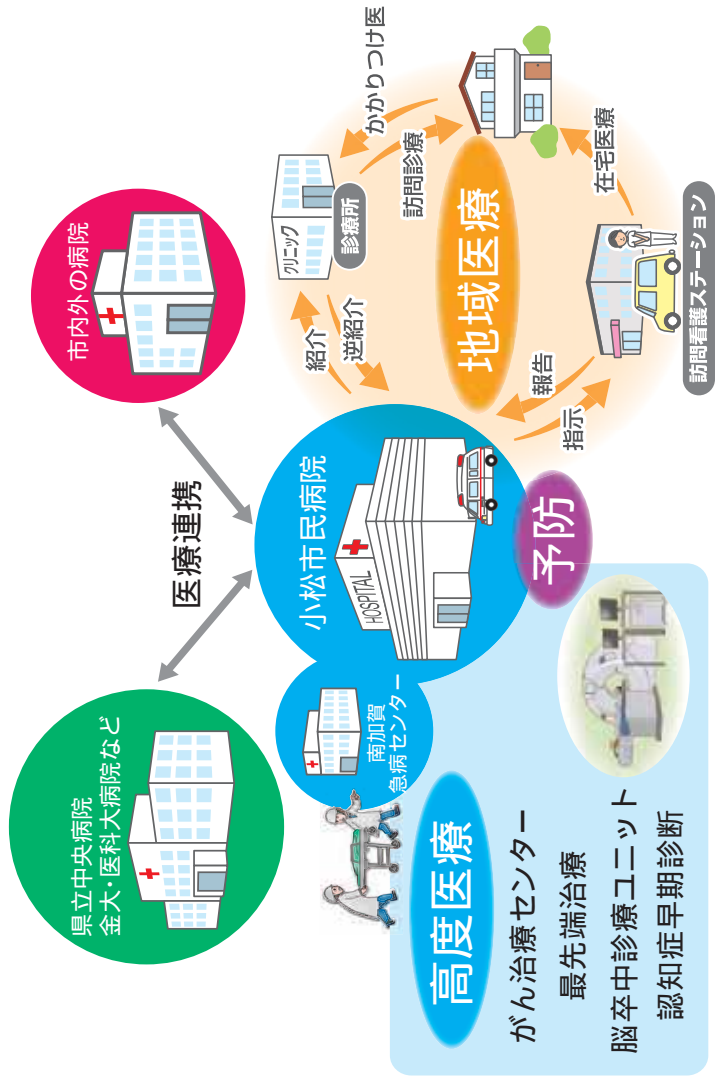 県立中央病院
金大・医科大病院など
医療連携
市内外の病院
南加賀
急病センター
小松市民病院
HOSPITAL
紹介
逆紹介
クリニック
診療所
かかりつけ医
訪問診療
高度医療
がん治療センター
最先端治療
脳卒中診療ユニット
認知症早期診断
予防
地域医療
報告
指示
在宅医療
訪問看護ステーション